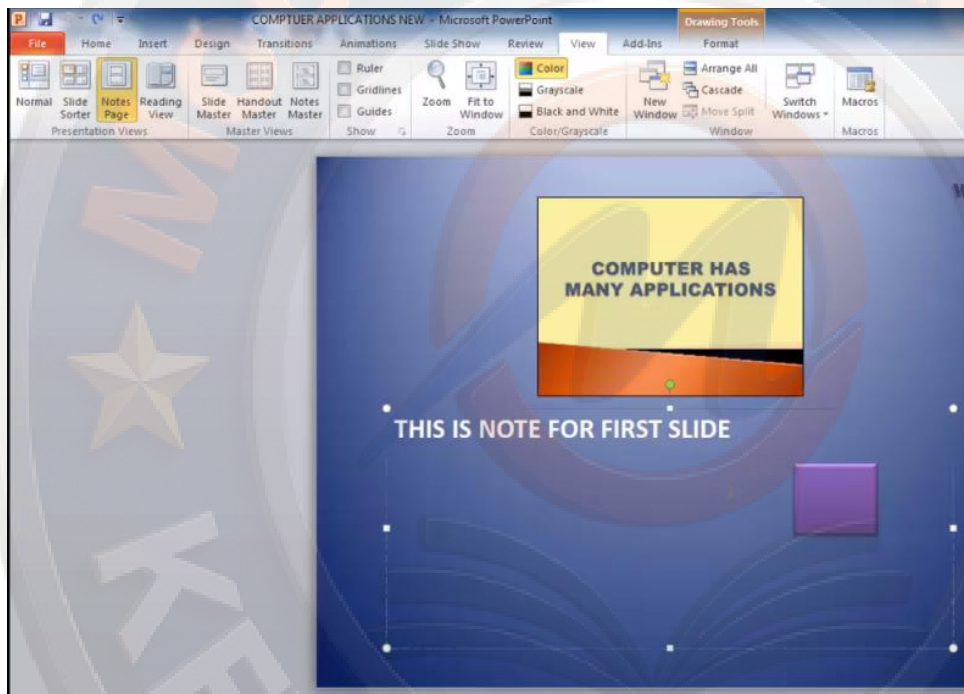 COMPTUER APPLICATIONS NEW - Microsoft PowerPoint
Drawing Tools
File Home Insert Design Transitions Animations Slide Show Review View Add-Ins Format
Normal
Slide Sorter
Notes Page
Reading View
Presentation Views
Slide Master
Handout Master
Notes Master
Master Views
Ruler
Gridlines
Guides
Show
Zoom
Fit to Window
Zoom
Color
Grayscale
Black and White
Color/Grayscale
New Window
Arrange All
Cascade
Move Split
Switch Windows
Window
Macros
Macros
COMPUTER HAS
MANY APPLICATIONS
THIS IS NOTE FOR FIRST SLIDE